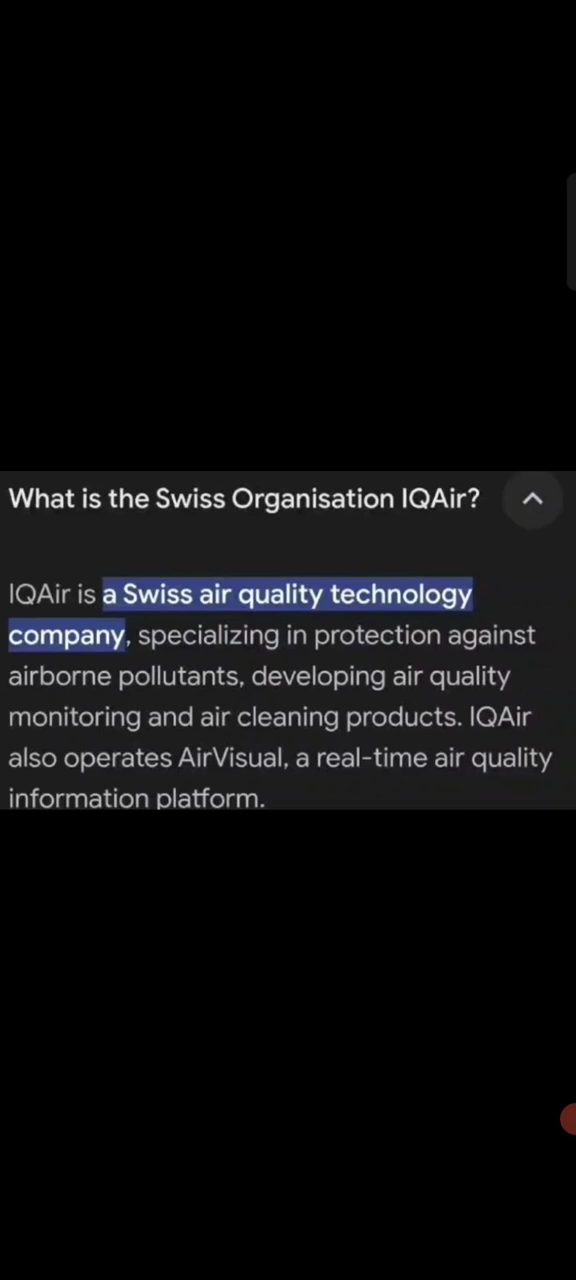 What is the Swiss Organisation IQAir?
IQAir is a Swiss air quality technology
company, specializing in protection against
airborne pollutants, developing air quality
monitoring and air cleaning products. IQAir
also operates AirVisual, a real-time air quality
information platform.